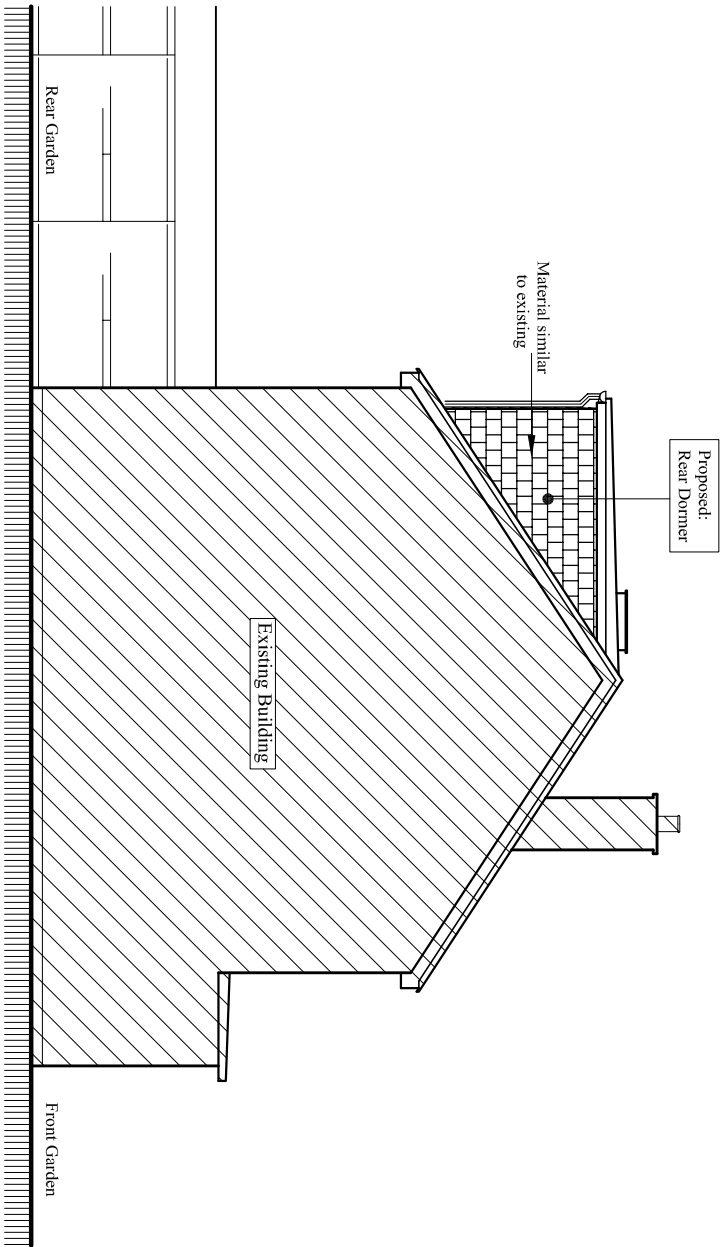 Proposed:
Rear Dormer
Material similar
to existing
Existing Building
Rear Garden
Front Garden